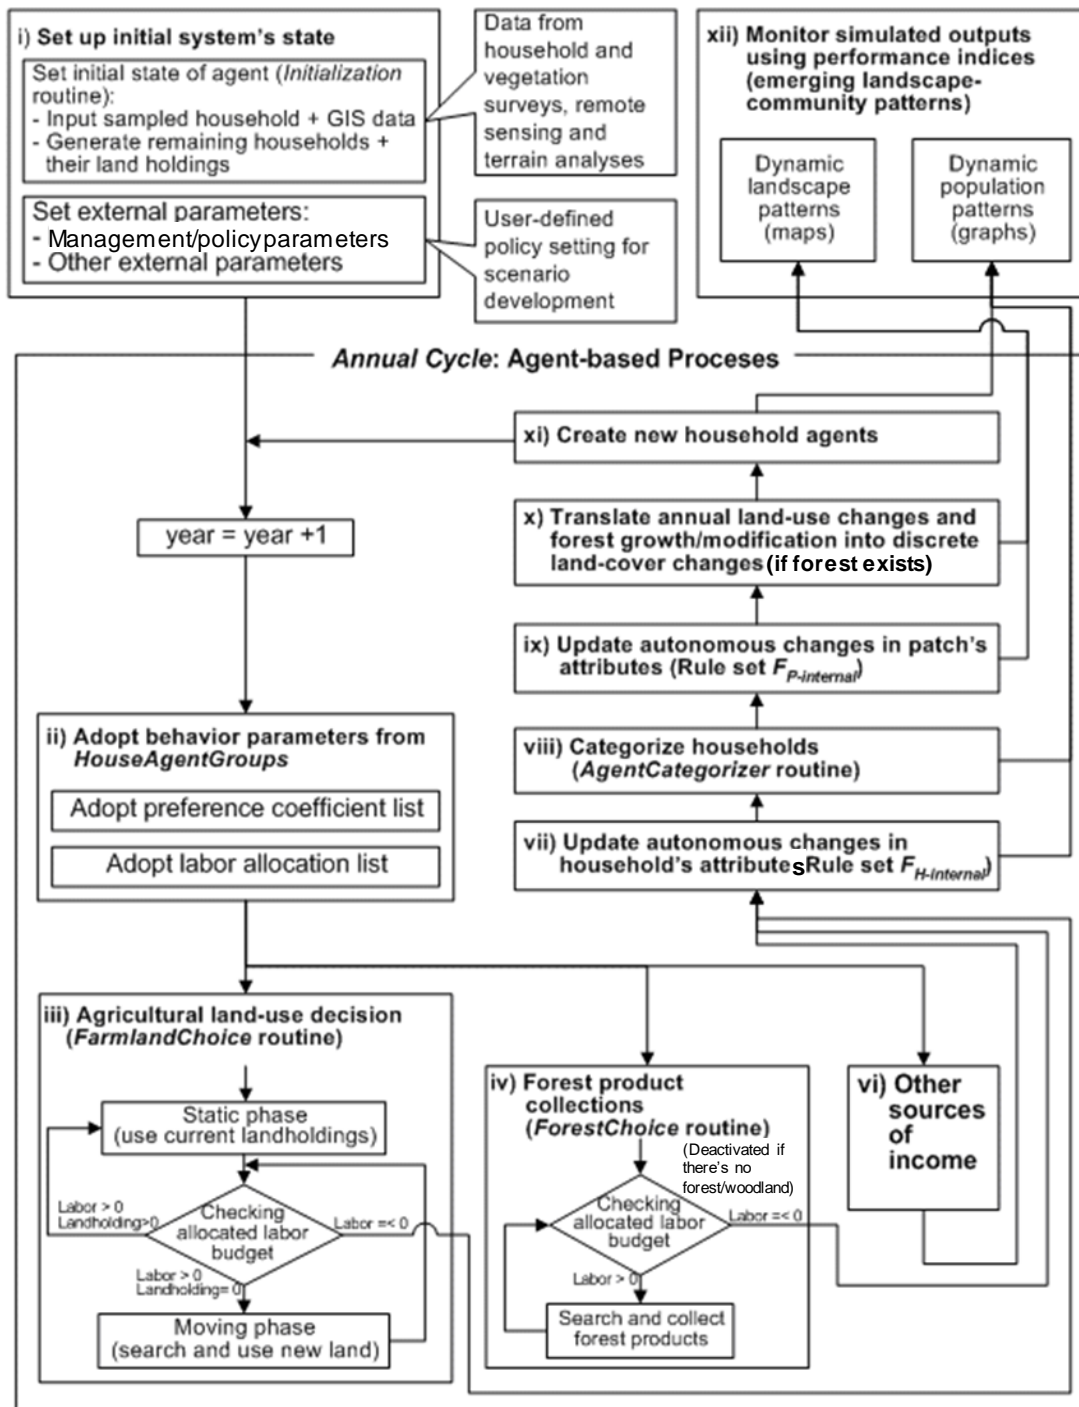 i) Set up initial system's state
Set initial state of agent (Initialization
routine):
- Input sampled household + GIS data
- Generate remaining households +
their land holdings
Set external parameters:
- Management/policyparameters
- Other external parameters
Data from
household and
vegetation
surveys, remote
sensing and
terrain analyses
User-defined
policy setting for
scenario
development
xii) Monitor simulated outputs
using performance indices
(emerging landscape-
community patterns)
Dynamic
landscape
patterns
(maps)
Dynamic
population
patterns
(graphs)
Annual Cycle: Agent-based Proceses
xi) Create new household agents
year = year +1
x) Translate annual land-use changes and
forest growth/modification into discrete
land-cover changes (if forest exists)
ix) Update autonomous changes in patch's
attributes (Rule set F P-internal)
ii) Adopt behavior parameters from
HouseAgentGroups
Adopt preference coefficient list
Adopt labor allocation list
viii) Categorize households
(AgentCategorizer routine)
vii) Update autonomous changes in
household's attributesRule set F H-internal)
iii) Agricultural land-use decision
(FarmlandChoice routine)
Static phase
(use current landholdings)
Labor > 0
Landholding>0
Checking
allocated labor
budget
Labor =< 0
Labor > 0
Landholding= 0
Moving phase
(search and use new land)
iv) Forest product
collections
(ForestChoice routine)
(Deactivated if
there's no
forest/woodland)
Checking
allocated labor
budget
Labor =< 0
Labor > 0
Search and collect
forest products
vi) Other
sources
of
income